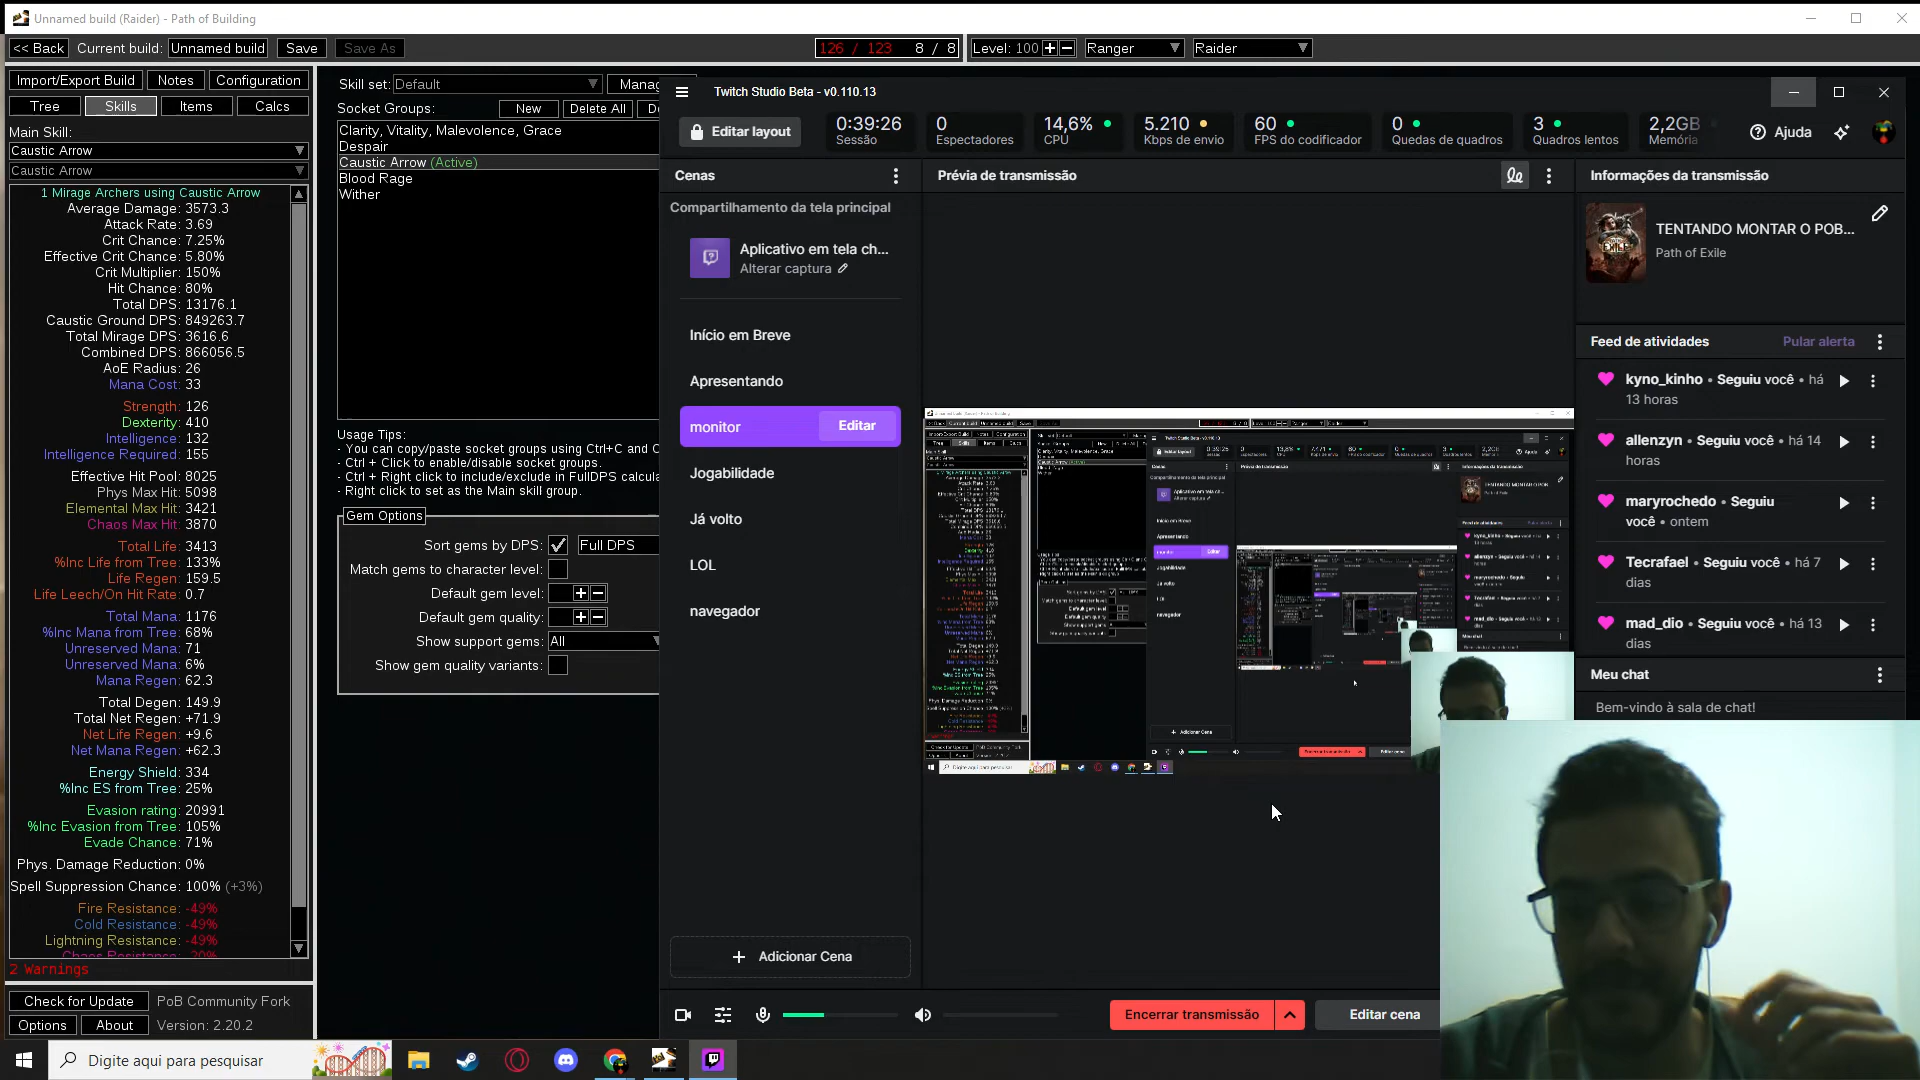 Unnamed build (Raider) - Path of Building
<< Back Current build: Unnamed build Save Save As 126 / 123 8 / 8 Level: 100 + - Ranger Raider
Import/Export Build Notes Configuration
Tree Skills Items Calcs
Main Skill:
Caustic Arrow
Caustic Arrow
1 Mirage Archers using Caustic Arrow
Average Damage: 3573.3
Attack Rate: 3.69
Crit Chance: 7.25%
Effective Crit Chance: 5.80%
Crit Multiplier: 150%
Hit Chance: 80%
Total DPS: 13176.1
Caustic Ground DPS: 849263.7
Total Mirage DPS: 3616.6
Combined DPS: 866056.5
AoE Radius: 26
Mana Cost: 33
Strength: 126
Dexterity: 410
Intelligence: 132
Intelligence Required: 155
Effective Hit Pool: 8025
Phys Max Hit: 5098
Elemental Max Hit: 3421
Chaos Max Hit: 3870
Total Life: 3413
%Inc Life from Tree: 133%
Life Regen: 159.5
Life Leech/On Hit Rate: 0.7
Total Mana: 1176
%Inc Mana from Tree: 68%
Unreserved Mana: 71
Unreserved Mana: 6%
Mana Regen: 62.3
Total Degen: 149.9
Total Net Regen: +71.9
Net Life Regen: +9.6
Net Mana Regen: +62.3
Energy Shield: 334
%Inc ES from Tree: 25%
Evasion rating: 20991
%Inc Evasion from Tree: 105%
Evade Chance: 71%
Phys. Damage Reduction: 0%
Spell Suppression Chance: 100% (+3%)
Fire Resistance: -49%
Cold Resistance: -49%
Lightning Resistance: -49%
Chaos Resistance: -20%
2 Warnings
Check for Update PoB Community Fork
Options About Version: 2.20.2
Skill set: Default Manag
Socket Groups: New Delete All De
Clarity, Vitality, Malevolence, Grace
Despair
Caustic Arrow (Active)
Blood Rage
Wither
Usage Tips:
- You can copy/paste socket groups using Ctrl+C and C
- Ctrl + Click to enable/disable socket groups.
- Ctrl + Right click to include/exclude in FullDPS calcula
- Right click to set as the Main skill group.
Gem Options
Sort gems by DPS: Full DPS
Match gems to character level:
Default gem level: + -
Default gem quality: + -
Show support gems: All
Show gem quality variants:
Twitch Studio Beta - v0.110.13
Editar layout
0:39:26
Sessão
0
Espectadores
14,6%
CPU
5.210
Kbps de envio
60
FPS do codificador
0
Quedas de quadros
3
Quadros lentos
2,2GB
Memória
Ajuda
Cenas
Compartilhamento da tela principal
Aplicativo em tela ch...
Alterar captura
Início em Breve
Apresentando
monitor Editar
Jogabilidade
Já volto
LOL
navegador
+ Adicionar Cena
Prévia de transmissão
Encerrar transmissão
Editar cena
Informações da transmissão
TENTANDO MONTAR O POB...
Path of Exile
Feed de atividades Pular alerta
kyno_kinho • Seguiu você • há
13 horas
allenzyn • Seguiu você • há 14
horas
maryrochedo • Seguiu
você • ontem
Tecrafael • Seguiu você • há 7
dias
mad_dio • Seguiu você • há 13
dias
Meu chat
Bem-vindo à sala de chat!
Digite aqui para pesquisar